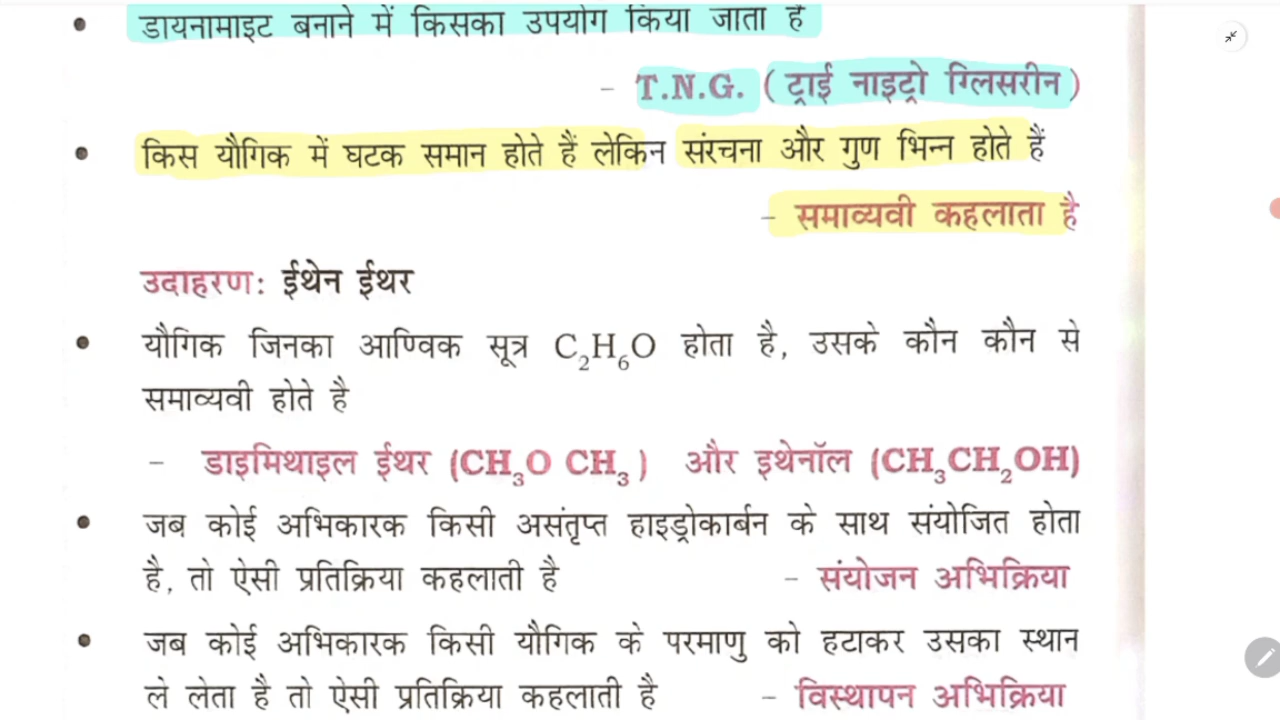 • डायनामाइट बनाने में किसका उपयोग किया जाता है
– T.N.G. (ट्राई नाइट्रो ग्लिसरीन)
• किस यौगिक में घटक समान होते हैं लेकिन संरचना और गुण भिन्न होते हैं
– समाव्यवी कहलाता है
उदाहरण: ईथेन ईथर
• यौगिक जिनका आण्विक सूत्र C₂H₆O होता है, उसके कौन कौन से
समाव्यवी होते है
– डाइमिथाइल ईथर (CH₃O CH₃) और इथेनॉल (CH₃CH₂OH)
• जब कोई अभिकारक किसी असंतृप्त हाइड्रोकार्बन के साथ संयोजित होता
है, तो ऐसी प्रतिक्रिया कहलाती है – संयोजन अभिक्रिया
• जब कोई अभिकारक किसी यौगिक के परमाणु को हटाकर उसका स्थान
ले लेता है तो ऐसी प्रतिक्रिया कहलाती है – विस्थापन अभिक्रिया